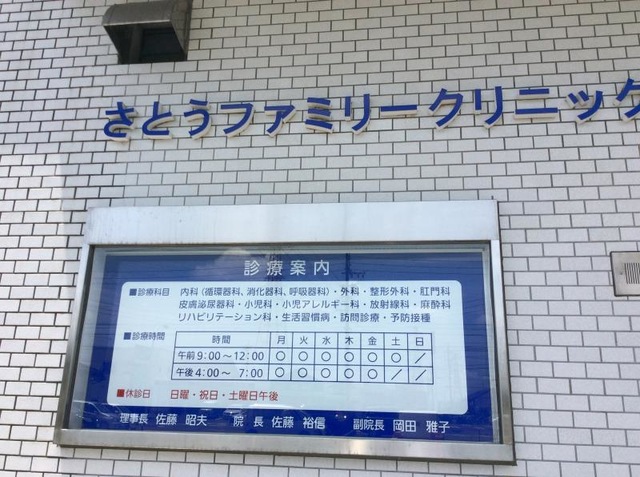 さとうファミリークリニック
診療案内
■診療科目 内科(循環器科、消化器科、呼吸器科)・外科・整形外科・肛門科
皮膚泌尿器科・小児科・小児アレルギー科・放射線科・麻酔科
リハビリテーション科・生活習慣病・訪問診療・予防接種
■診療時間 時間 月 火 水 木 金 土 日
午前9:00～12:00 ○ ○ ○ ○ ○ ○ ／
午後4:00～ 7:00 ○ ○ ○ ○ ○ ／ ／
■休診日 日曜・祝日・土曜日午後
理事長 佐藤 昭夫 院 長 佐藤 裕信 副院長 岡田 雅子